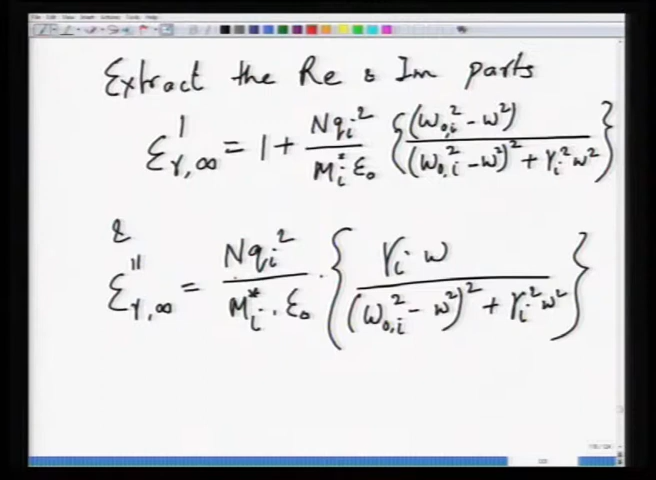 Extract the Re & Im parts
ε'_{r,∞} = 1 + Nq_i^2 / M_i^* ε_0 { (ω_{0,i}^2 - ω^2) / (ω_{0,i}^2 - ω^2)^2 + γ_i^2 ω^2 }
&
ε''_{r,∞} = Nq_i^2 / M_i^* . ε_0 . { γ_i ω / (ω_{0,i}^2 - ω^2)^2 + γ_i^2 ω^2 }